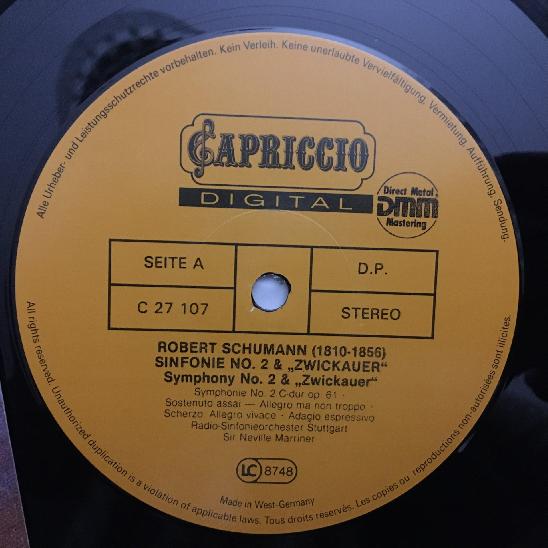 Alle Urheber- und Leistungsschutzrechte vorbehalten. Kein Verleih. Keine unerlaubte Vervielfältigung, Vermietung, Aufführung, Sendung.
CAPRICCIO
DIGITAL
Direct Metal
DMM
Mastering
SEITE A
D.P.
C 27 107
STEREO
ROBERT SCHUMANN (1810-1856)
SINFONIE NO. 2 & „ZWICKAUER“
Symphony No. 2 & „Zwickauer“
Symphonie No. 2 C-dur op. 61 ·
Sostenuto assai — Allegro ma non troppo ·
Scherzo. Allegro vivace · Adagio espressivo
Radio-Sinfonieorchester Stuttgart
Sir Neville Marriner
LC 8748
Made in West-Germany
All rights reserved. Unauthorized duplication is a violation of applicable laws. Tous droits réservés. Les copies ou reproductions non-autorisées sont illicites.